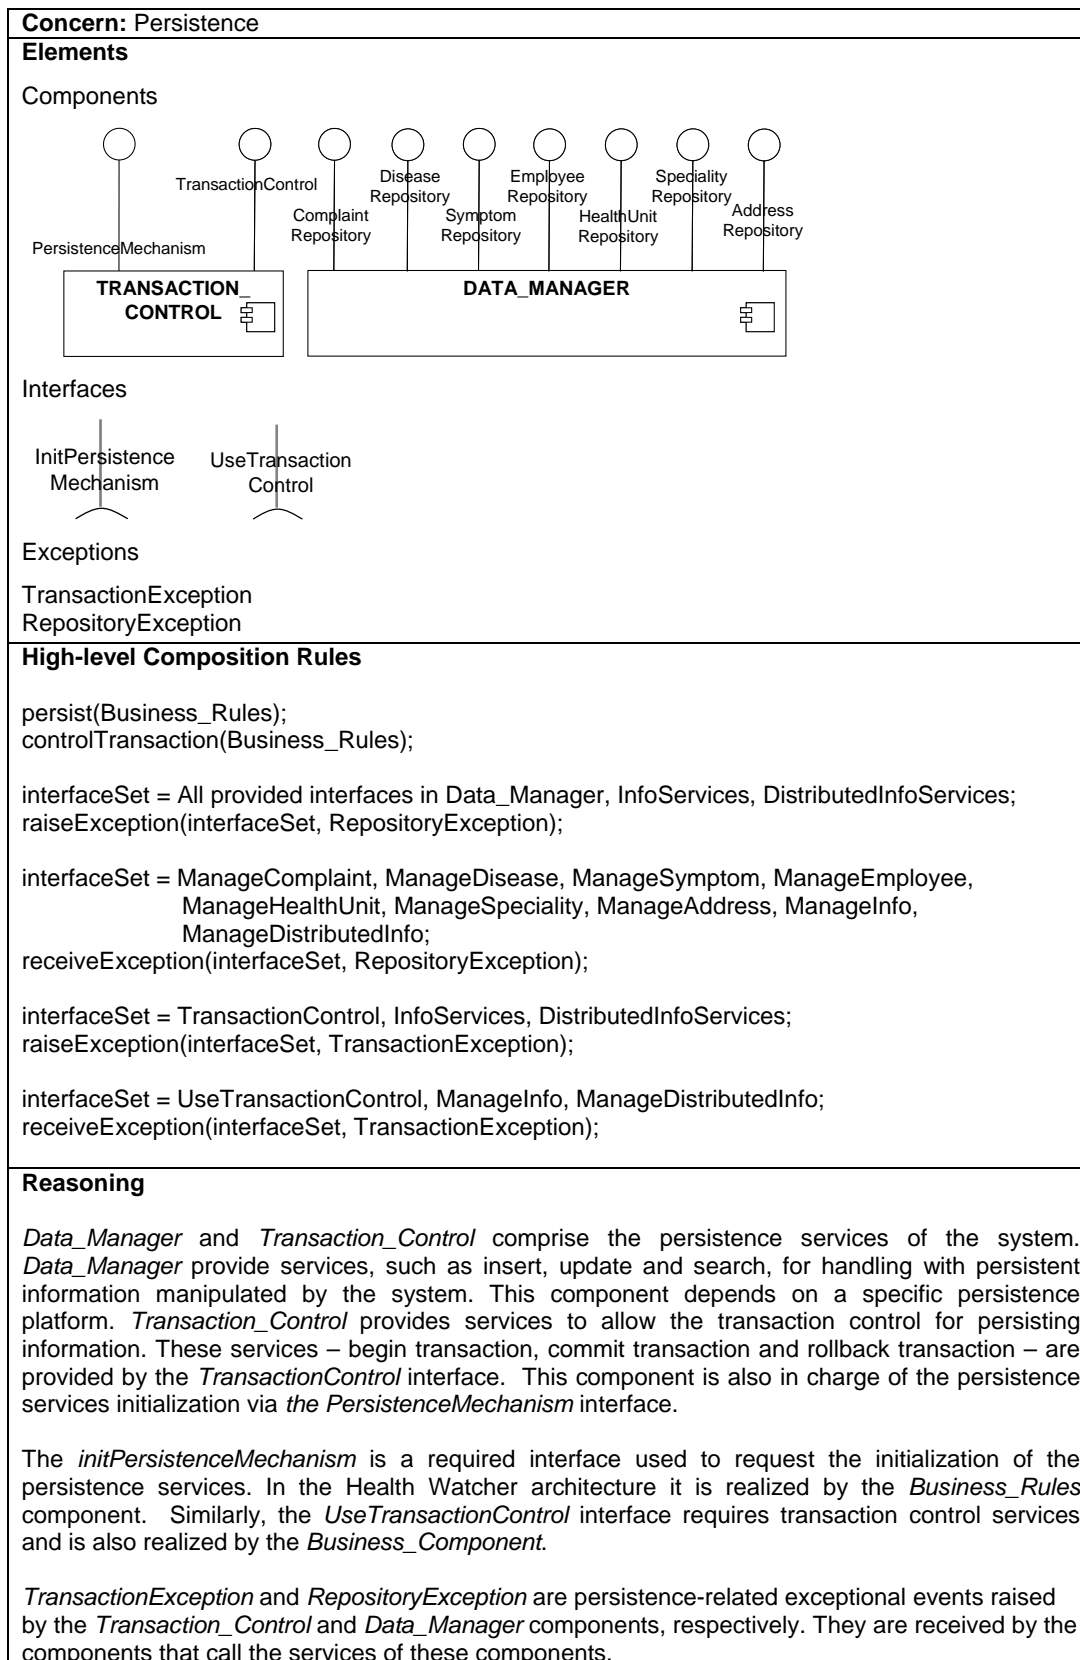 Concern: Persistence
Elements
Components
TransactionControl
Disease
Repository
Employee
Repository
Speciality
Repository
Complaint
Repository
Symptom
Repository
HealthUnit
Repository
Address
Repository
PersistenceMechanism
TRANSACTION_
CONTROL
DATA_MANAGER
Interfaces
InitPersistence
Mechanism
UseTransaction
Control
Exceptions
TransactionException
RepositoryException
High-level Composition Rules
persist(Business_Rules);
controlTransaction(Business_Rules);
interfaceSet = All provided interfaces in Data_Manager, InfoServices, DistributedInfoServices;
raiseException(interfaceSet, RepositoryException);
interfaceSet = ManageComplaint, ManageDisease, ManageSymptom, ManageEmployee,
ManageHealthUnit, ManageSpeciality, ManageAddress, ManageInfo,
ManageDistributedInfo;
receiveException(interfaceSet, RepositoryException);
interfaceSet = TransactionControl, InfoServices, DistributedInfoServices;
raiseException(interfaceSet, TransactionException);
interfaceSet = UseTransactionControl, ManageInfo, ManageDistributedInfo;
receiveException(interfaceSet, TransactionException);
Reasoning
Data_Manager and Transaction_Control comprise the persistence services of the system.
Data_Manager provide services, such as insert, update and search, for handling with persistent
information manipulated by the system. This component depends on a specific persistence
platform. Transaction_Control provides services to allow the transaction control for persisting
information. These services – begin transaction, commit transaction and rollback transaction – are
provided by the TransactionControl interface. This component is also in charge of the persistence
services initialization via the PersistenceMechanism interface.
The initPersistenceMechanism is a required interface used to request the initialization of the
persistence services. In the Health Watcher architecture it is realized by the Business_Rules
component. Similarly, the UseTransactionControl interface requires transaction control services
and is also realized by the Business_Component.
TransactionException and RepositoryException are persistence-related exceptional events raised
by the Transaction_Control and Data_Manager components, respectively. They are received by the
components that call the services of these components.